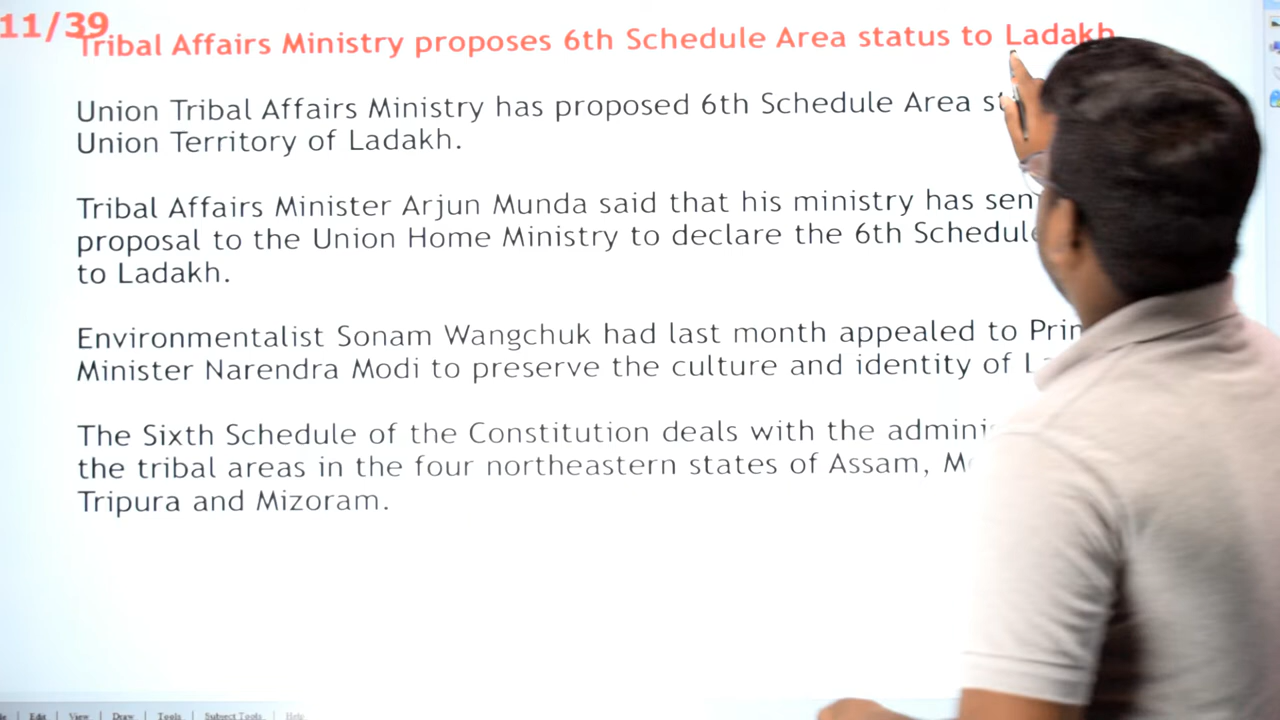 11/39
Tribal Affairs Ministry proposes 6th Schedule Area status to Ladakh
Union Tribal Affairs Ministry has proposed 6th Schedule Area
Union Territory of Ladakh.
Tribal Affairs Minister Arjun Munda said that his ministry has
proposal to the Union Home Ministry to declare the 6th Schedule
to Ladakh.
Environmentalist Sonam Wangchuk had last month appealed to
Minister Narendra Modi to preserve the culture and identity of
The Sixth Schedule of the Constitution deals with the
the tribal areas in the four northeastern states of Assam,
Tripura and Mizoram.
Edit View Draw Tools Subject Tools Help